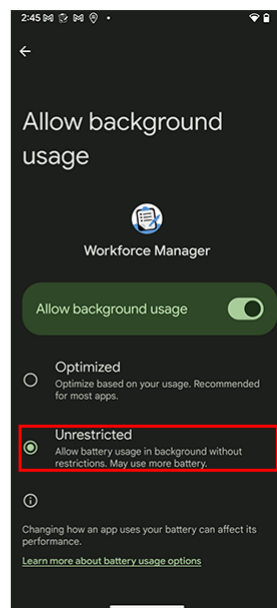 2:45
Allow background
usage
Workforce Manager
Allow background usage
Optimized
Optimize based on your usage. Recommended
for most apps.
Unrestricted
Allow battery usage in background without
restrictions. May use more battery.
Changing how an app uses your battery can affect its
performance.
Learn more about battery usage options